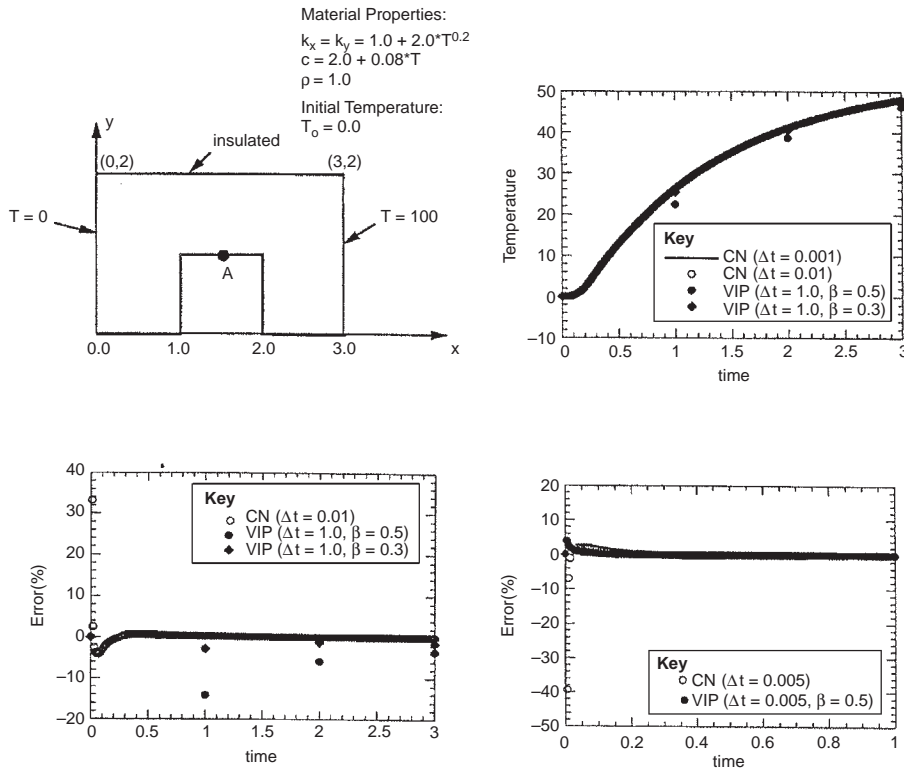 Material Properties:
kx = ky = 1.0 + 2.0*T0.2
c = 2.0 + 0.08*T
ρ = 1.0
Initial Temperature:
To = 0.0
y
insulated
(0,2)
(3,2)
T = 0
T = 100
A
0.0
1.0
2.0
3.0
x
50
40
30
20
10
0
–10
Temperature
Key
CN (Δt = 0.001)
CN (Δt = 0.01)
VIP (Δt = 1.0, β = 0.5)
VIP (Δt = 1.0, β = 0.3)
0
0.5
1
1.5
2
2.5
3
time
40
30
20
10
0
–10
–20
Error(%)
Key
CN (Δt = 0.01)
VIP (Δt = 1.0, β = 0.5)
VIP (Δt = 1.0, β = 0.3)
0
0.5
1
1.5
2
2.5
3
time
20
10
0
–10
–20
–30
–40
–50
Error(%)
Key
CN (Δt = 0.005)
VIP (Δt = 0.005, β = 0.5)
0
0.2
0.4
0.6
0.8
1
time